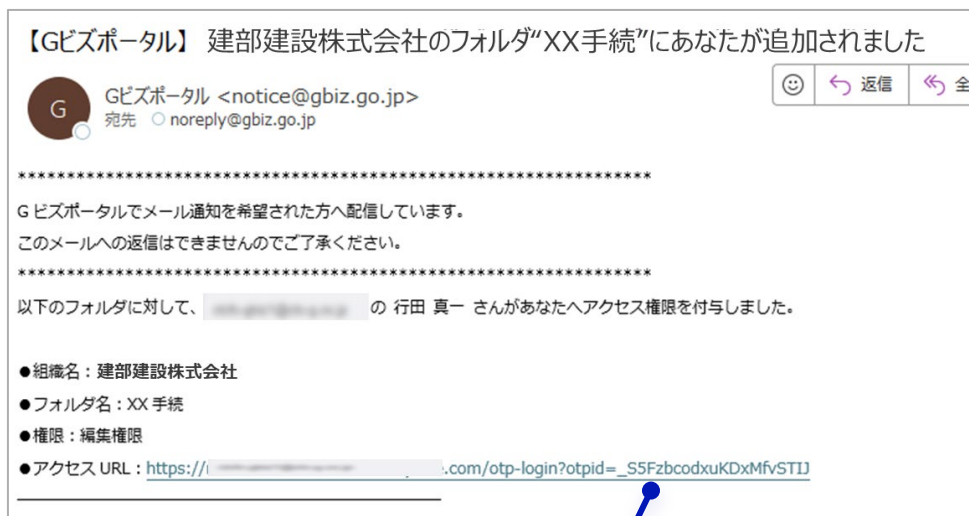 【Gビズポータル】 建部建設株式会社のフォルダ“XX手続”にあなたが追加されました
G
Gビズポータル <notice@gbiz.go.jp>
宛先 noreply@gbiz.go.jp
返信
全
******************************************************************
G ビズポータルでメール通知を希望された方へ配信しています。
このメールへの返信はできませんのでご了承ください。
******************************************************************
以下のフォルダに対して、 の 行田 真一 さんがあなたへアクセス権限を付与しました。
●組織名：建部建設株式会社
●フォルダ名：XX 手続
●権限：編集権限
●アクセス URL：https:// .com/otp-login?otpid=_S5FzbcodxuKDxMfvSTIJ